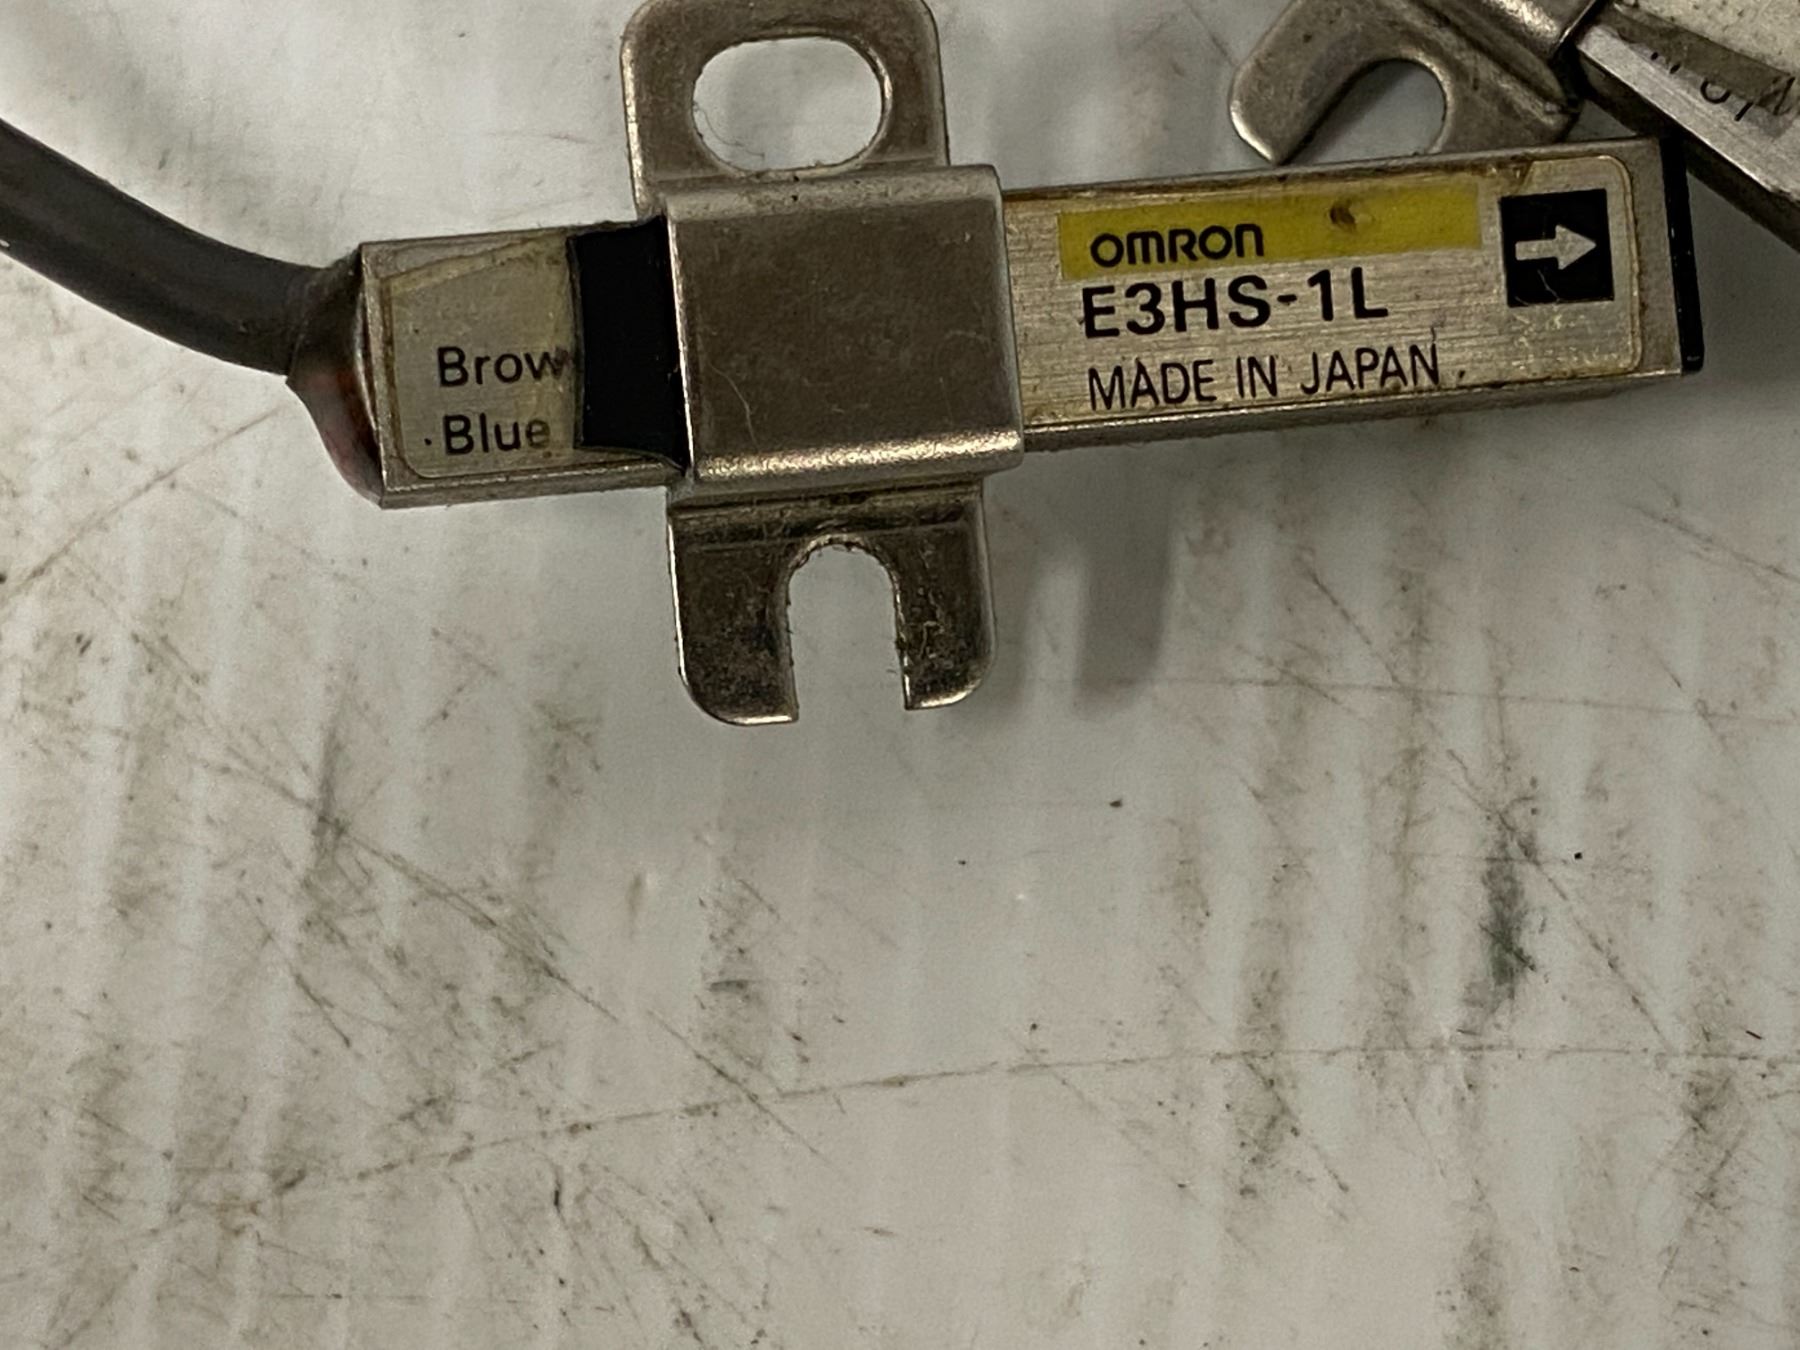 OMRON
E3HS-1L
MADE IN JAPAN
Brow
Blue